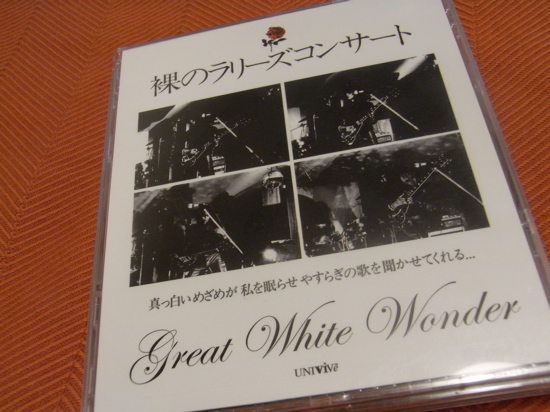 裸のラリーズコンサート
真っ白いめざめが 私を眠らせ やすらぎの歌を聞かせてくれる...
Great White Wonder
UNIVIVE